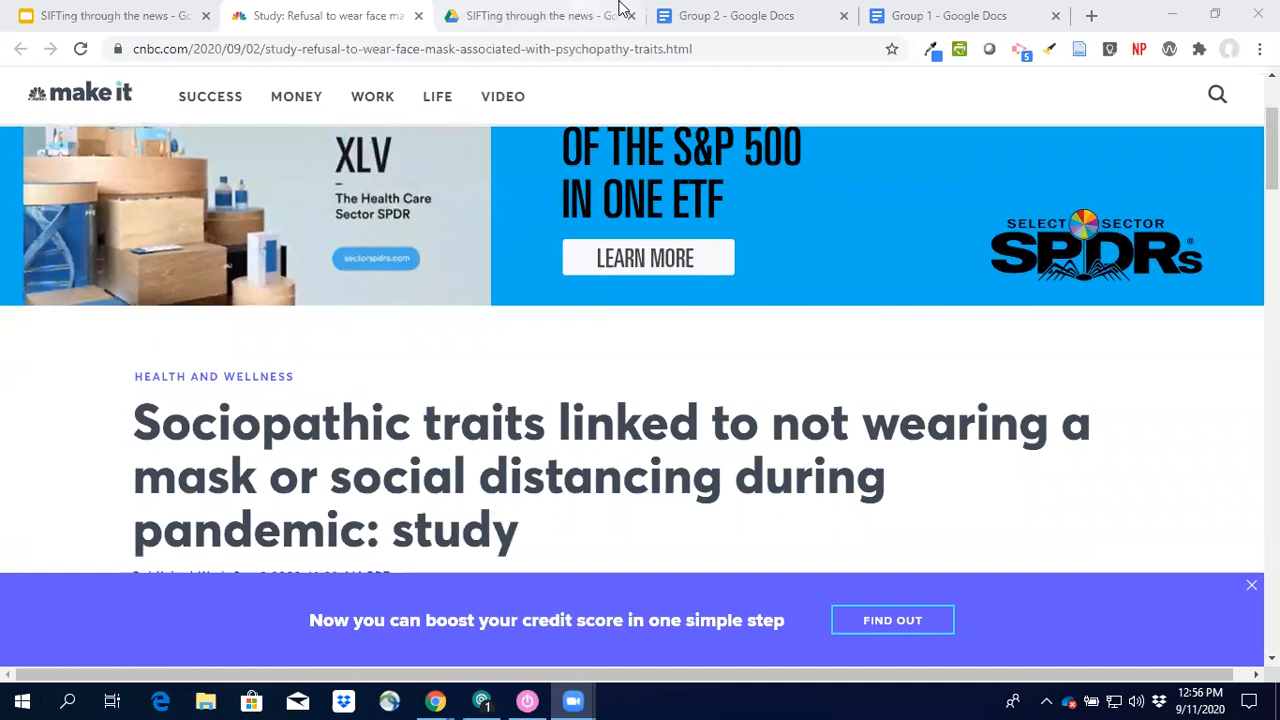 SIFTing through the news - G
Study: Refusal to wear face ma
SIFTing through the news - Go
Group 2 - Google Docs
Group 1 - Google Docs
cnbc.com/2020/09/02/study-refusal-to-wear-face-mask-associated-with-psychopathy-traits.html
5
NP
make it
SUCCESS
MONEY
WORK
LIFE
VIDEO
XLV
The Health Care
Sector SPDR
sectorspdrs.com
OF THE S&P 500
IN ONE ETF
LEARN MORE
SELECT SECTOR
SPDRs
HEALTH AND WELLNESS
Sociopathic traits linked to not wearing a
mask or social distancing during
pandemic: study
Now you can boost your credit score in one simple step
FIND OUT
1
12:56 PM
9/11/2020